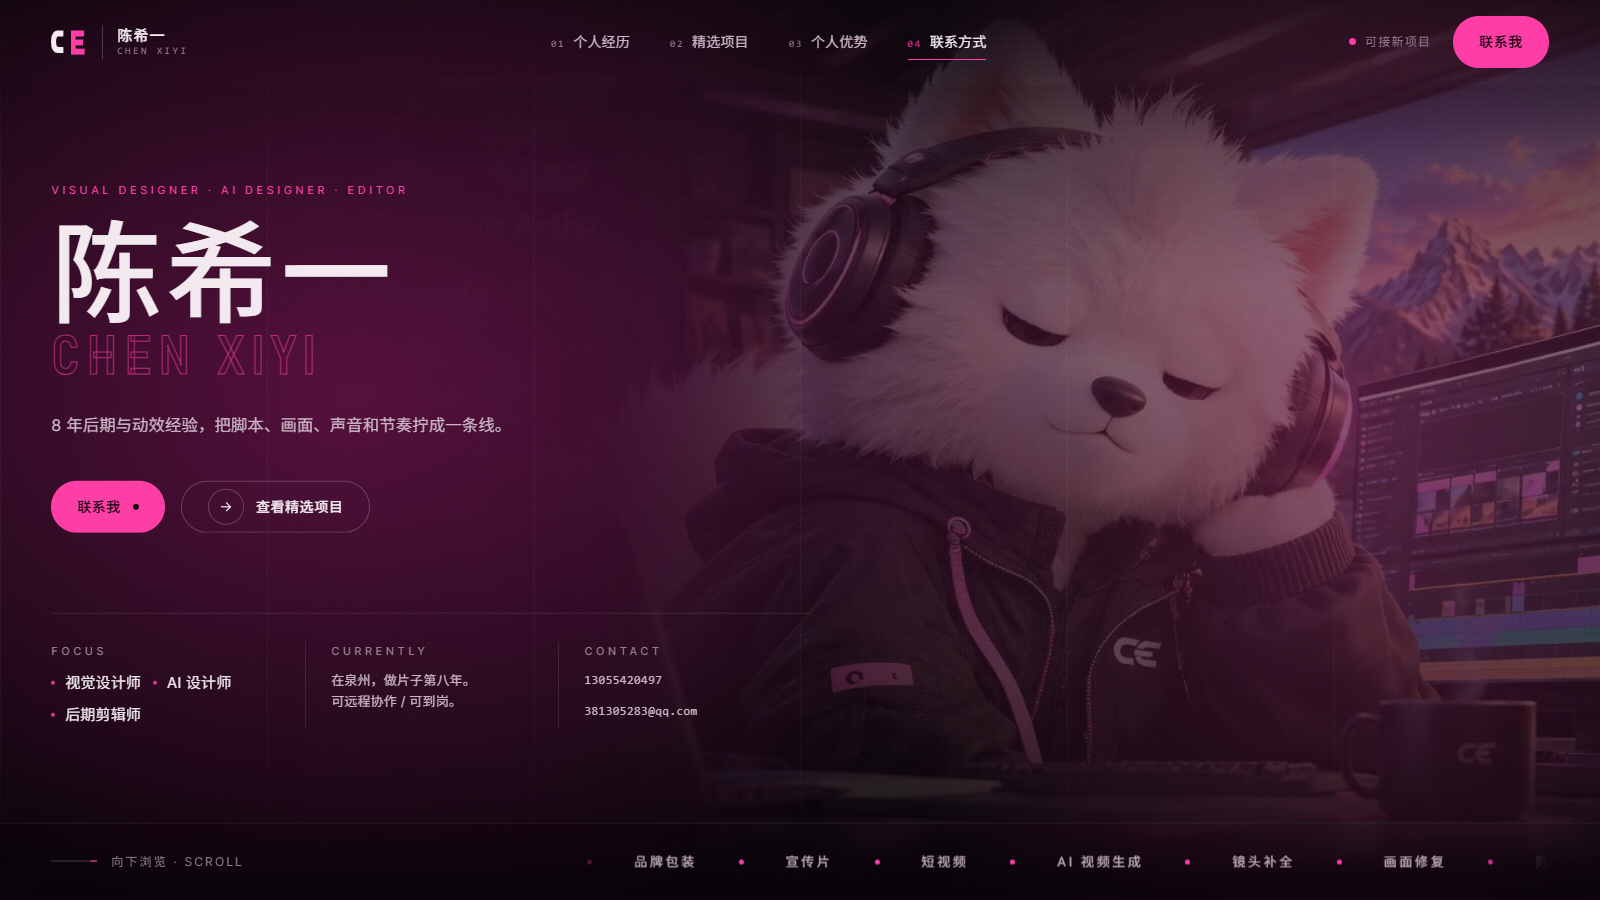 CE
陈希一
CHEN XIYI
01 个人经历
02 精选项目
03 个人优势
04 联系方式
可接新项目
联系我
VISUAL DESIGNER · AI DESIGNER · EDITOR
陈希一
CHEN XIYI
8 年后期与动效经验，把脚本、画面、声音和节奏拧成一条线。
联系我
→ 查看精选项目
FOCUS
视觉设计师
AI 设计师
后期剪辑师
CURRENTLY
在泉州，做片子第八年。
可远程协作 / 可到岗。
CONTACT
13055420497
381305283@qq.com
CE
CE
向下浏览 · SCROLL
品牌包装
宣传片
短视频
AI 视频生成
镜头补全
画面修复